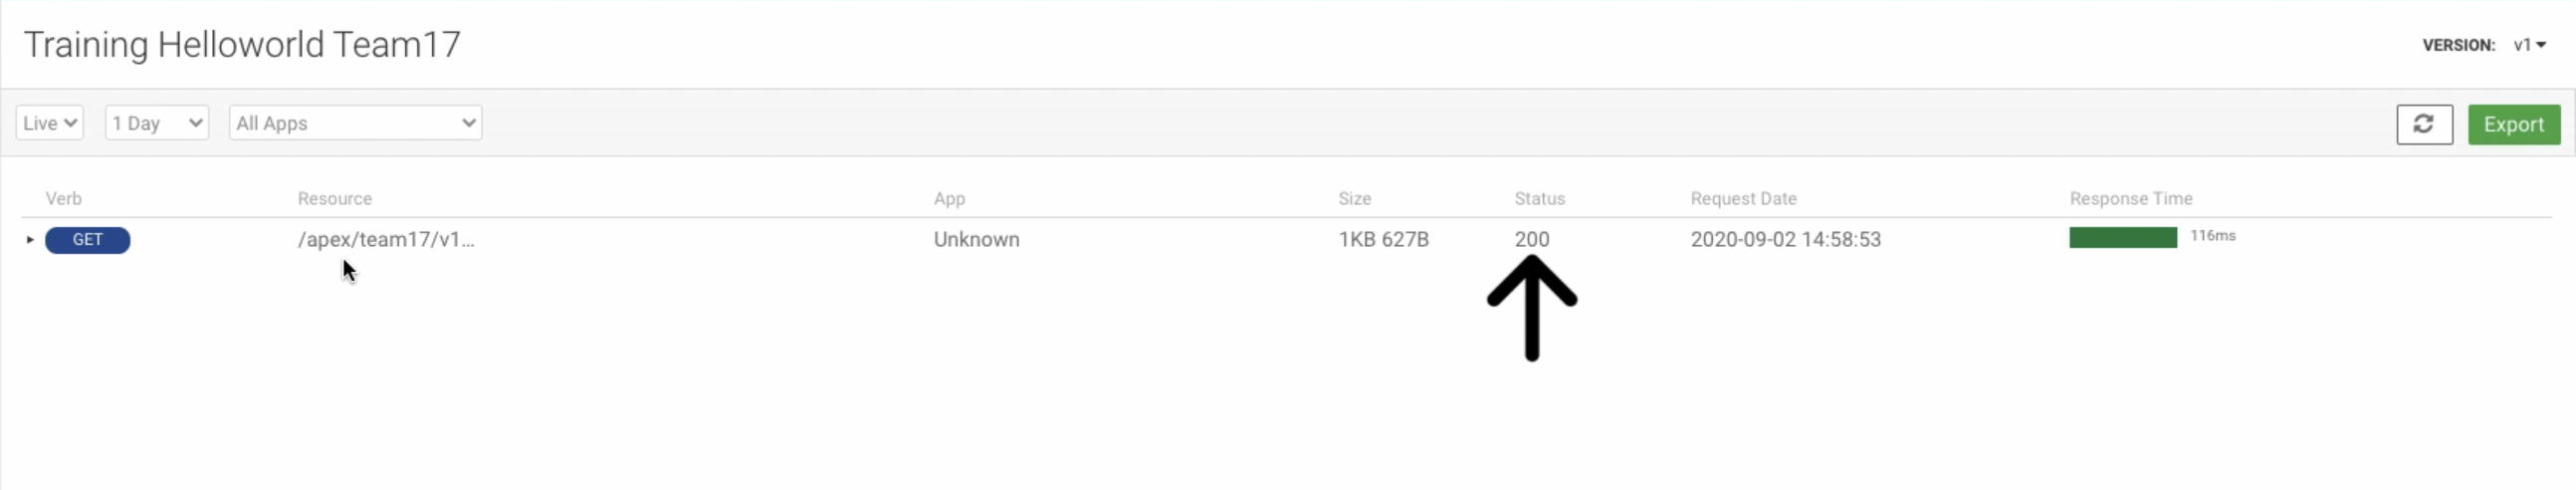 Training Helloworld Team17
VERSION: v1
Live 1 Day All Apps Export
Verb Resource App Size Status Request Date Response Time
GET /apex/team17/v1... Unknown 1KB 627B 200 2020-09-02 14:58:53 116ms